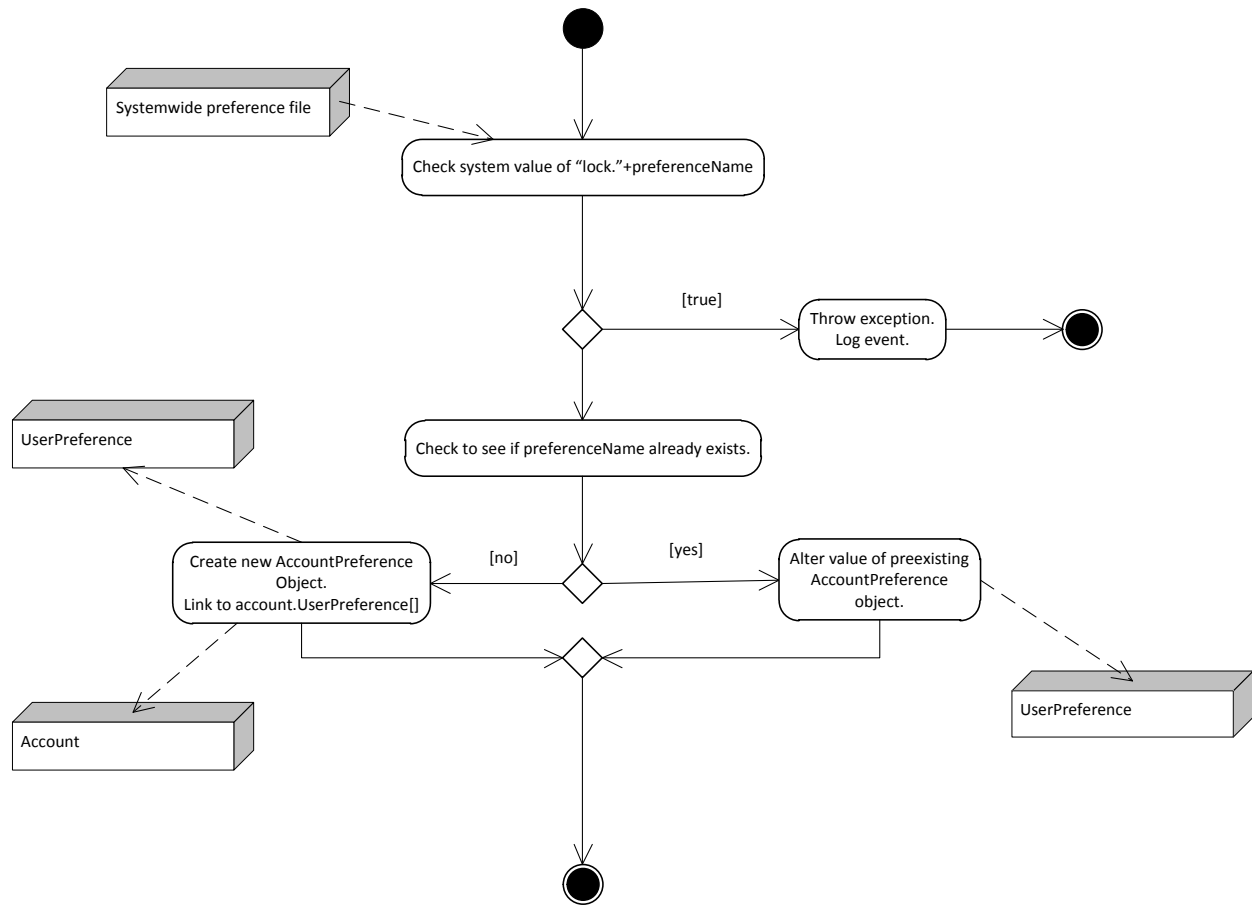 Systemwide preference file
Check system value of “lock.”+preferenceName
[true]
Throw exception.
Log event.
Check to see if preferenceName already exists.
UserPreference
[no]
[yes]
Create new AccountPreference
Object.
Link to account.UserPreference[]
Alter value of preexisting
AccountPreference
object.
Account
UserPreference